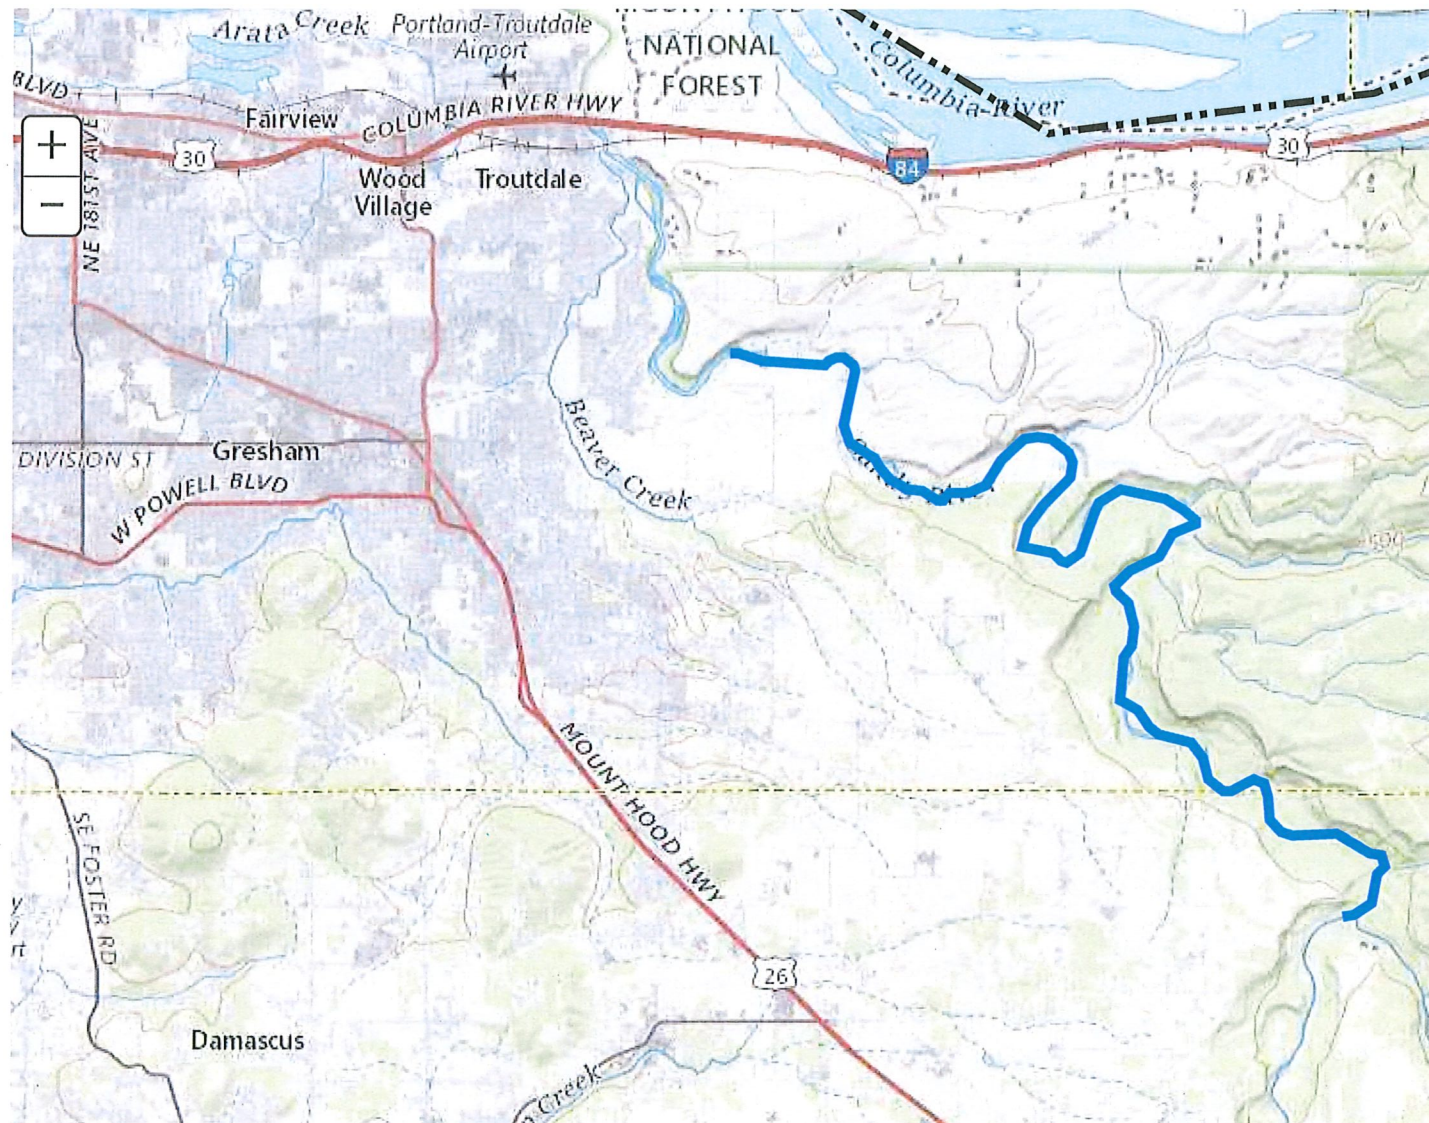 Arata Creek
Portland-Troutdale
Airport
NATIONAL
FOREST
Columbia River
BLVD
Fairview
COLUMBIA RIVER HWY
+
−
NE 181ST AVE
30
Wood
Village
Troutdale
84
30
Beaver Creek
DIVISION ST
Gresham
W POWELL BLVD
Sandy River
MOUNT HOOD HWY
SE FOSTER RD
26
Damascus
Creek